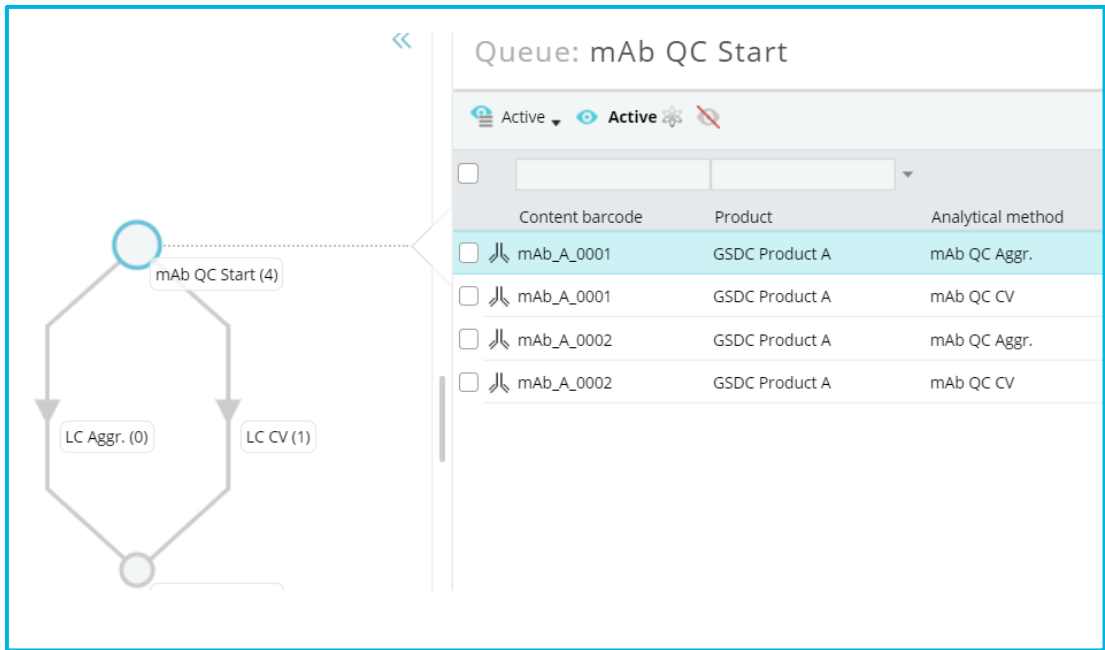 Queue: mAb QC Start
Active Active
Content barcode Product Analytical method
mAb_A_0001 GSDC Product A mAb QC Aggr.
mAb_A_0001 GSDC Product A mAb QC CV
mAb_A_0002 GSDC Product A mAb QC Aggr.
mAb_A_0002 GSDC Product A mAb QC CV
mAb QC Start (4)
LC Aggr. (0) LC CV (1)